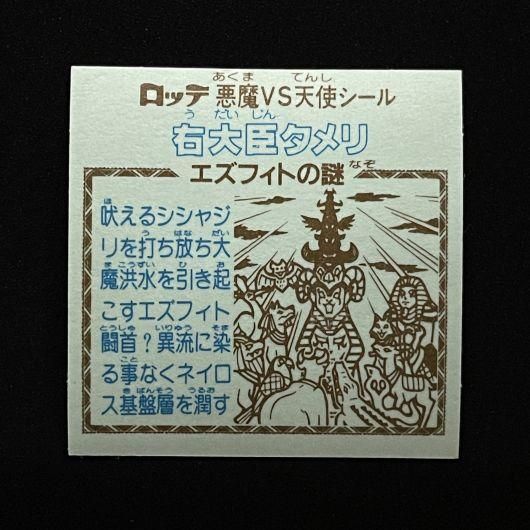 ロッテ 悪魔VS天使シール
右大臣タメリ
エズフィトの謎
吠えるシシャジ
リを打ち放ち大
魔洪水を引き起
こすエズフィト
闘首？異流に染
る事なくネイロ
ス基盤層を潤す